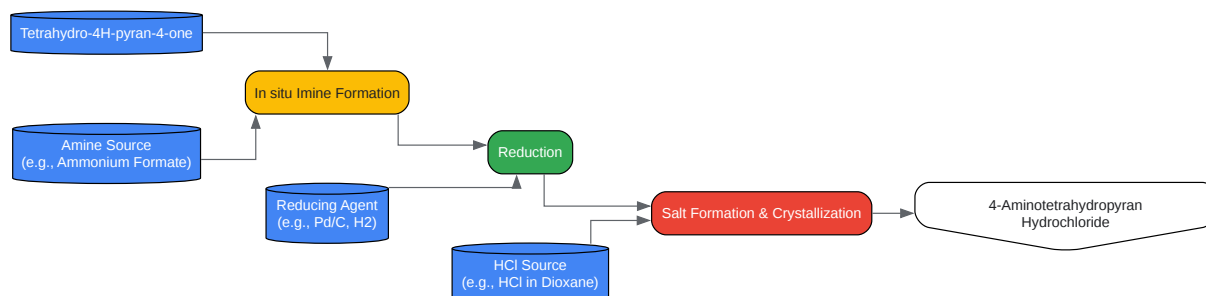 Tetrahydro-4H-pyran-4-one
In situ Imine Formation
Amine Source
(e.g., Ammonium Formate)
Reduction
Reducing Agent
(e.g., Pd/C, H2)
Salt Formation & Crystallization
4-Aminotetrahydropyran
Hydrochloride
HCl Source
(e.g., HCl in Dioxane)